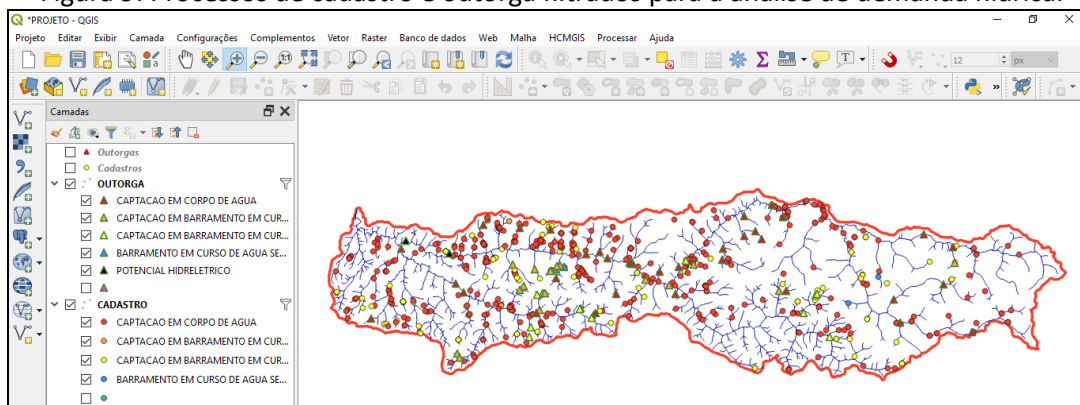 Figura 9. Processos de cadastro e outorga filtrados para a análise de demanda hídrica.
*PROJETO - QGIS
Projeto Editar Exibir Camada Configurações Complementos Vetor Raster Banco de dados Web Malha HCMGIS Processar Ajuda
12 px
Camadas
Outorgas
Cadastros
OUTORGA
CAPTACAO EM CORPO DE AGUA
CAPTACAO EM BARRAMENTO EM CUR...
CAPTACAO EM BARRAMENTO EM CUR...
BARRAMENTO EM CURSO DE AGUA SE...
POTENCIAL HIDRELETRICO
CADASTRO
CAPTACAO EM CORPO DE AGUA
CAPTACAO EM BARRAMENTO EM CUR...
CAPTACAO EM BARRAMENTO EM CUR...
BARRAMENTO EM CURSO DE AGUA SE...